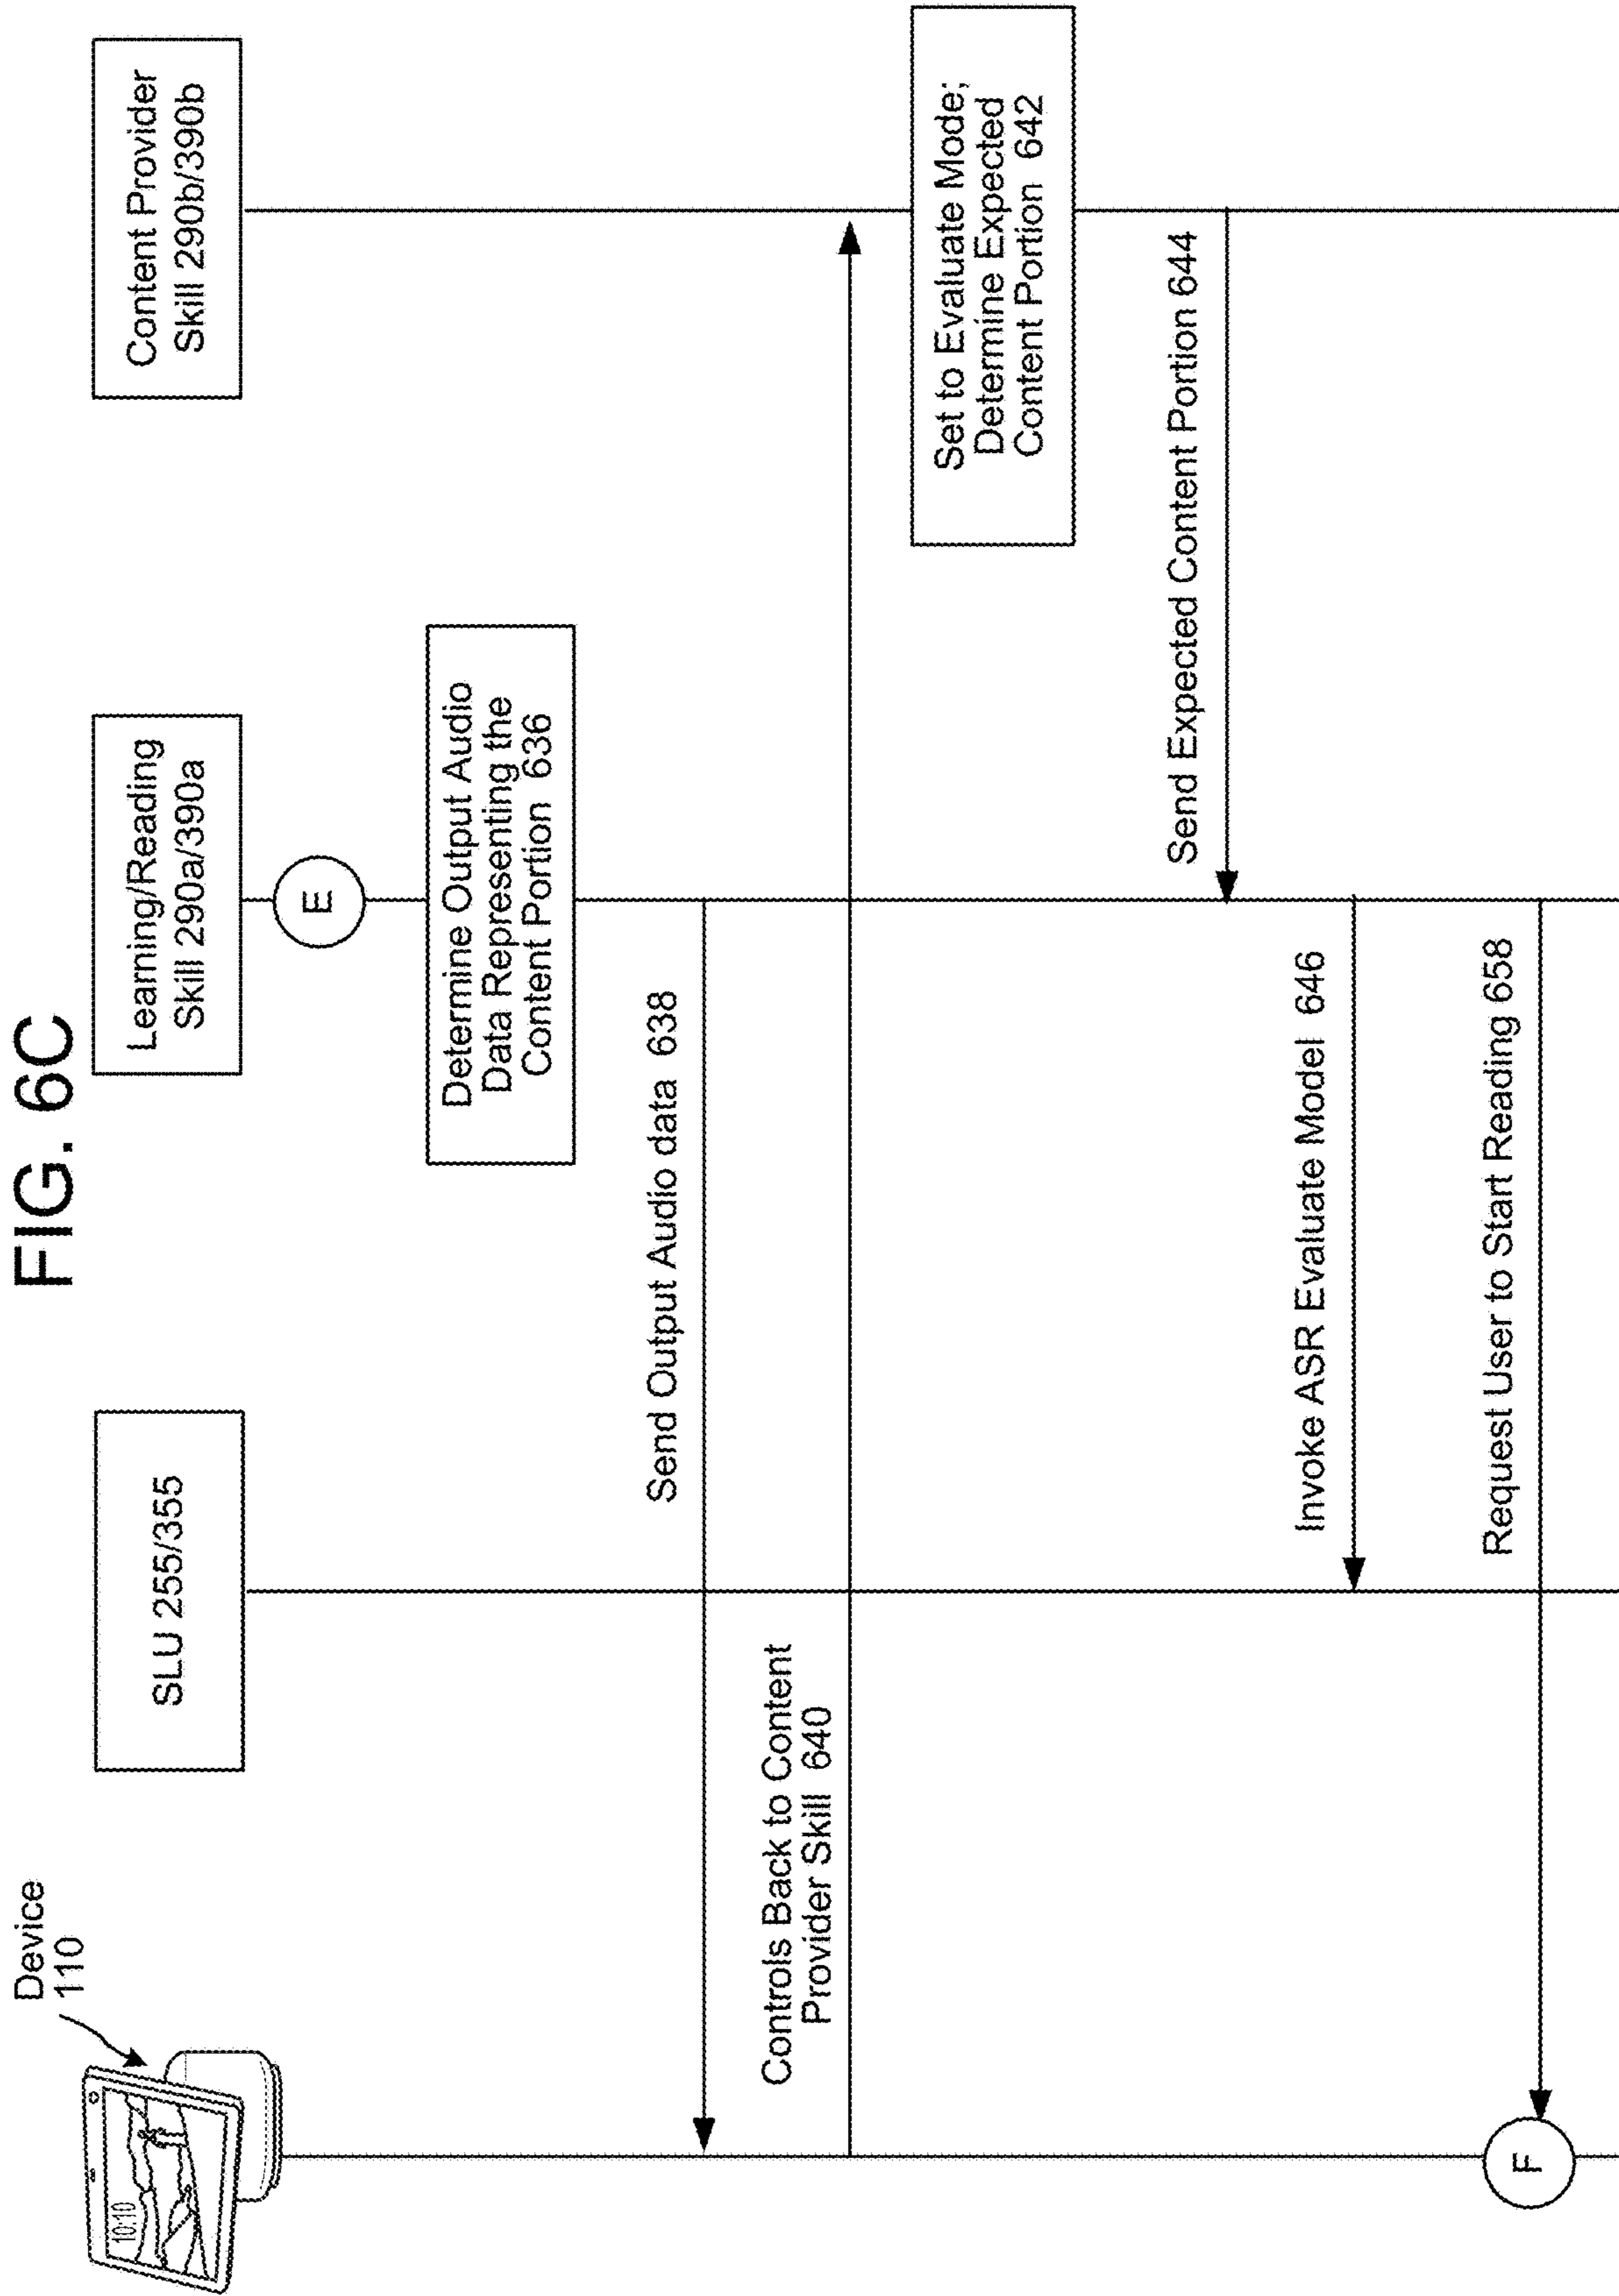 FIG. 6C
Device
110
10:10
SLU 255/355
Learning/Reading
Skill 290a/390a
Content Provider
Skill 290b/390b
E
Determine Output Audio
Data Representing the
Content Portion 636
Send Output Audio data 638
Controls Back to Content
Provider Skill 640
Set to Evaluate Mode;
Determine Expected
Content Portion 642
Send Expected Content Portion 644
Invoke ASR Evaluate Model 646
Request User to Start Reading 658
F